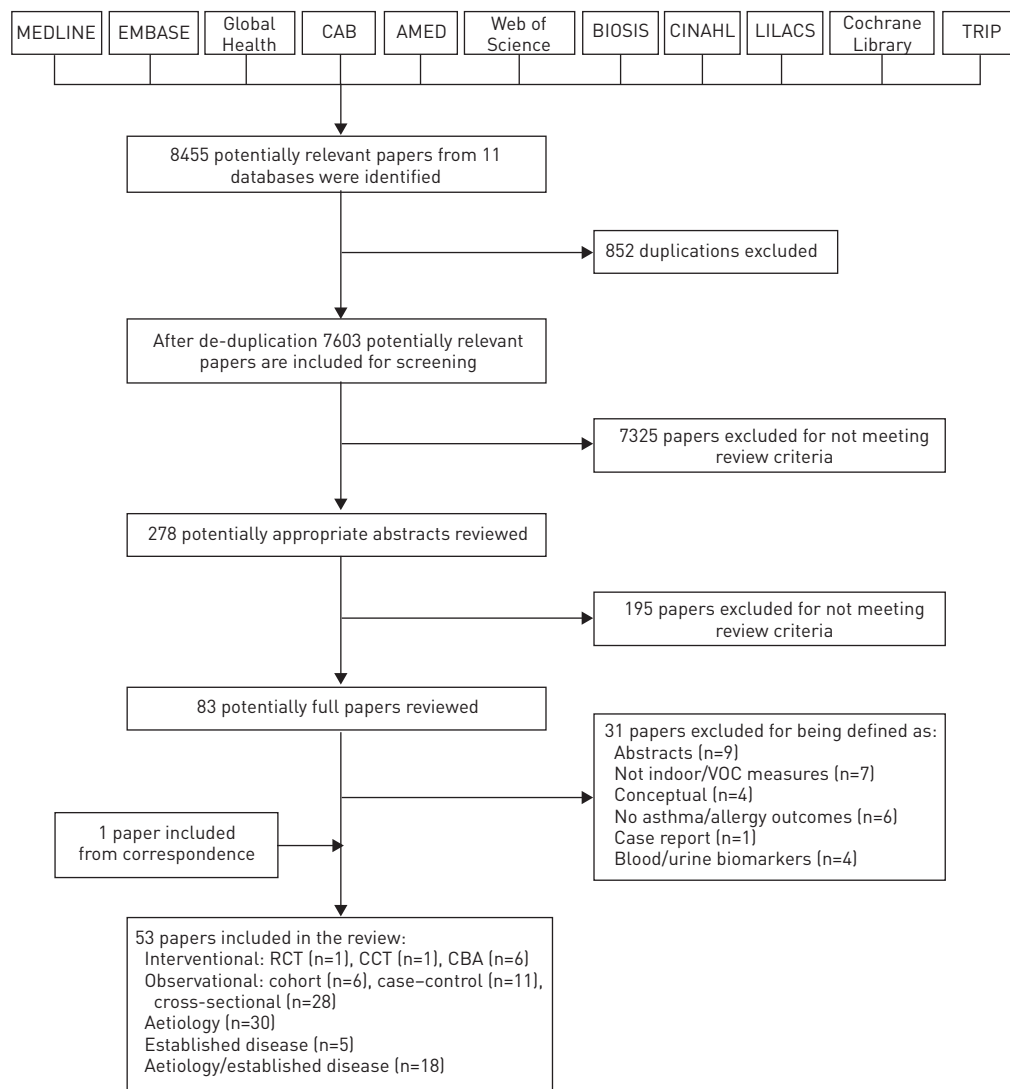 MEDLINE
EMBASE
Global
Health
CAB
AMED
Web of
Science
BIOSIS
CINAHL
LILACS
Cochrane
Library
TRIP
8455 potentially relevant papers from 11
databases were identified
852 duplications excluded
After de-duplication 7603 potentially relevant
papers are included for screening
7325 papers excluded for not meeting
review criteria
278 potentially appropriate abstracts reviewed
195 papers excluded for not meeting
review criteria
83 potentially full papers reviewed
31 papers excluded for being defined as:
Abstracts (n=9)
Not indoor/VOC measures (n=7)
Conceptual (n=4)
No asthma/allergy outcomes (n=6)
Case report (n=1)
Blood/urine biomarkers (n=4)
1 paper included
from correspondence
53 papers included in the review:
Interventional: RCT (n=1), CCT (n=1), CBA (n=6)
Observational: cohort (n=6), case–control (n=11),
cross-sectional (n=28)
Aetiology (n=30)
Established disease (n=5)
Aetiology/established disease (n=18)